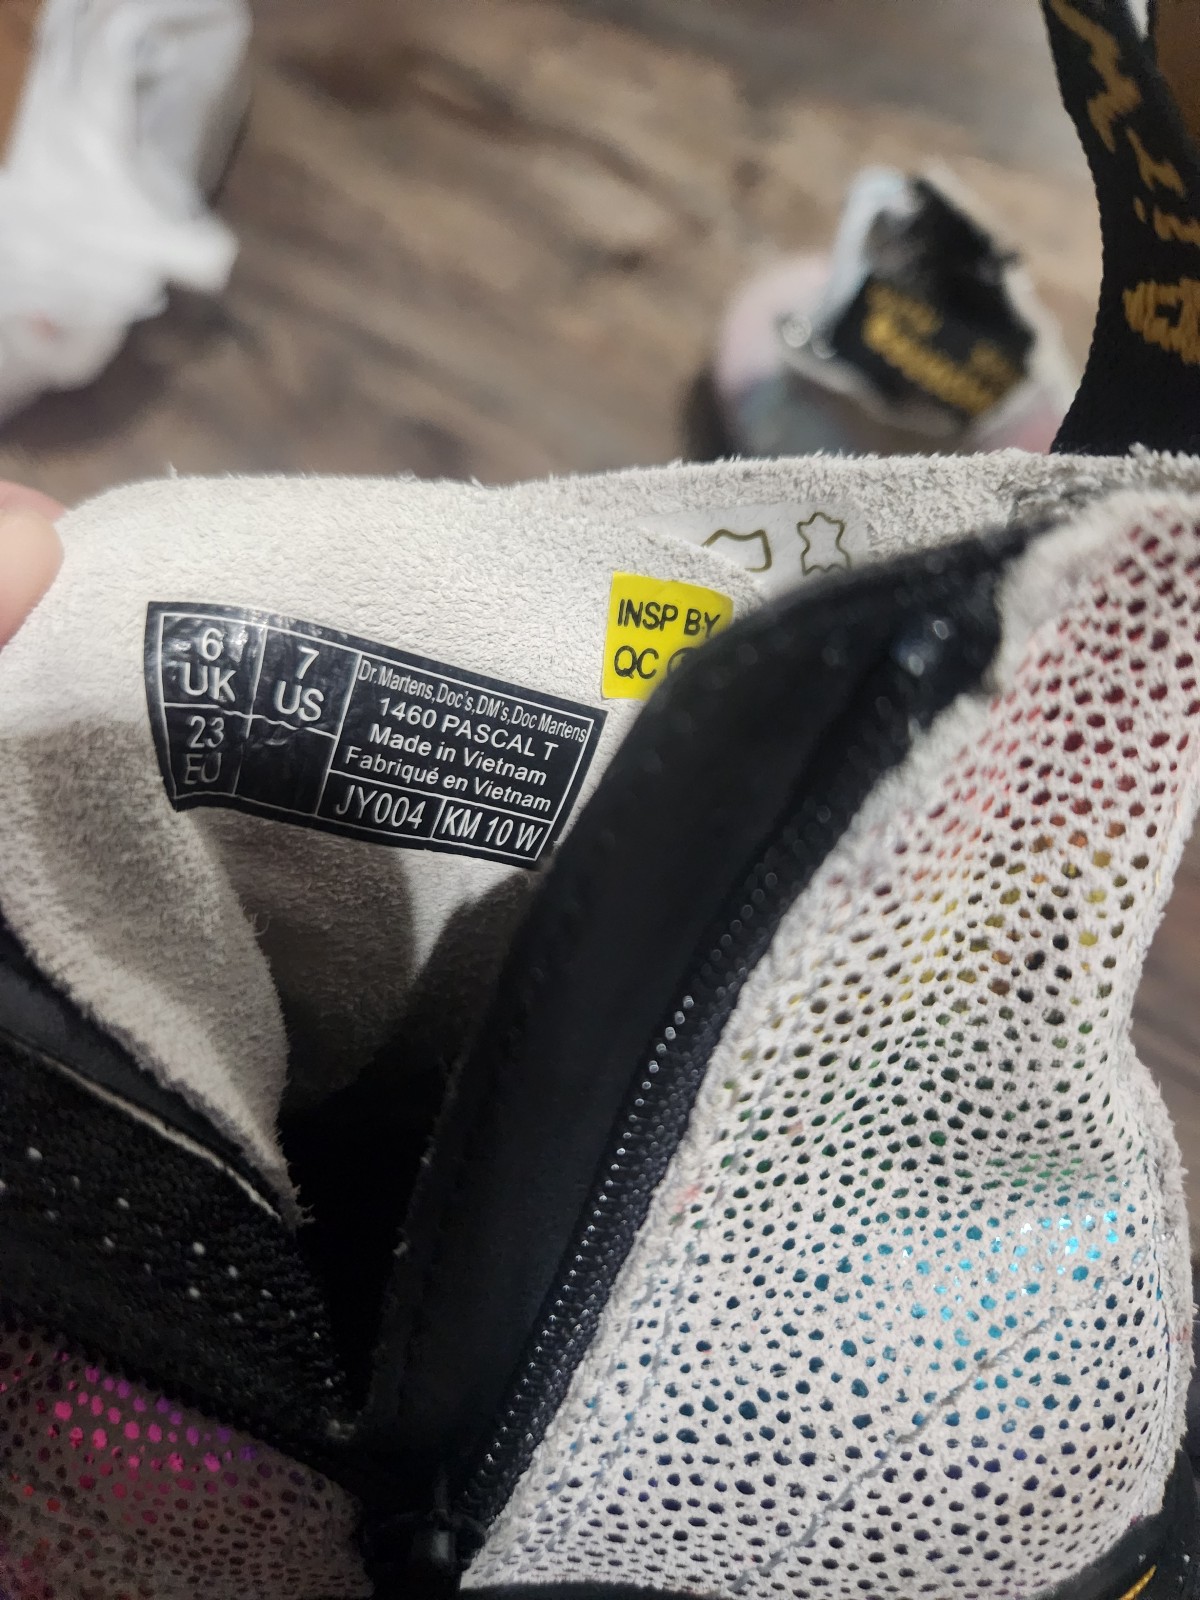 INSP BY
QC
6
UK
7
US
23
EU
Dr.Martens,Doc's,DM's,Doc Martens
1460 PASCAL T
Made in Vietnam
Fabriqué en Vietnam
JY004
KM 10 W